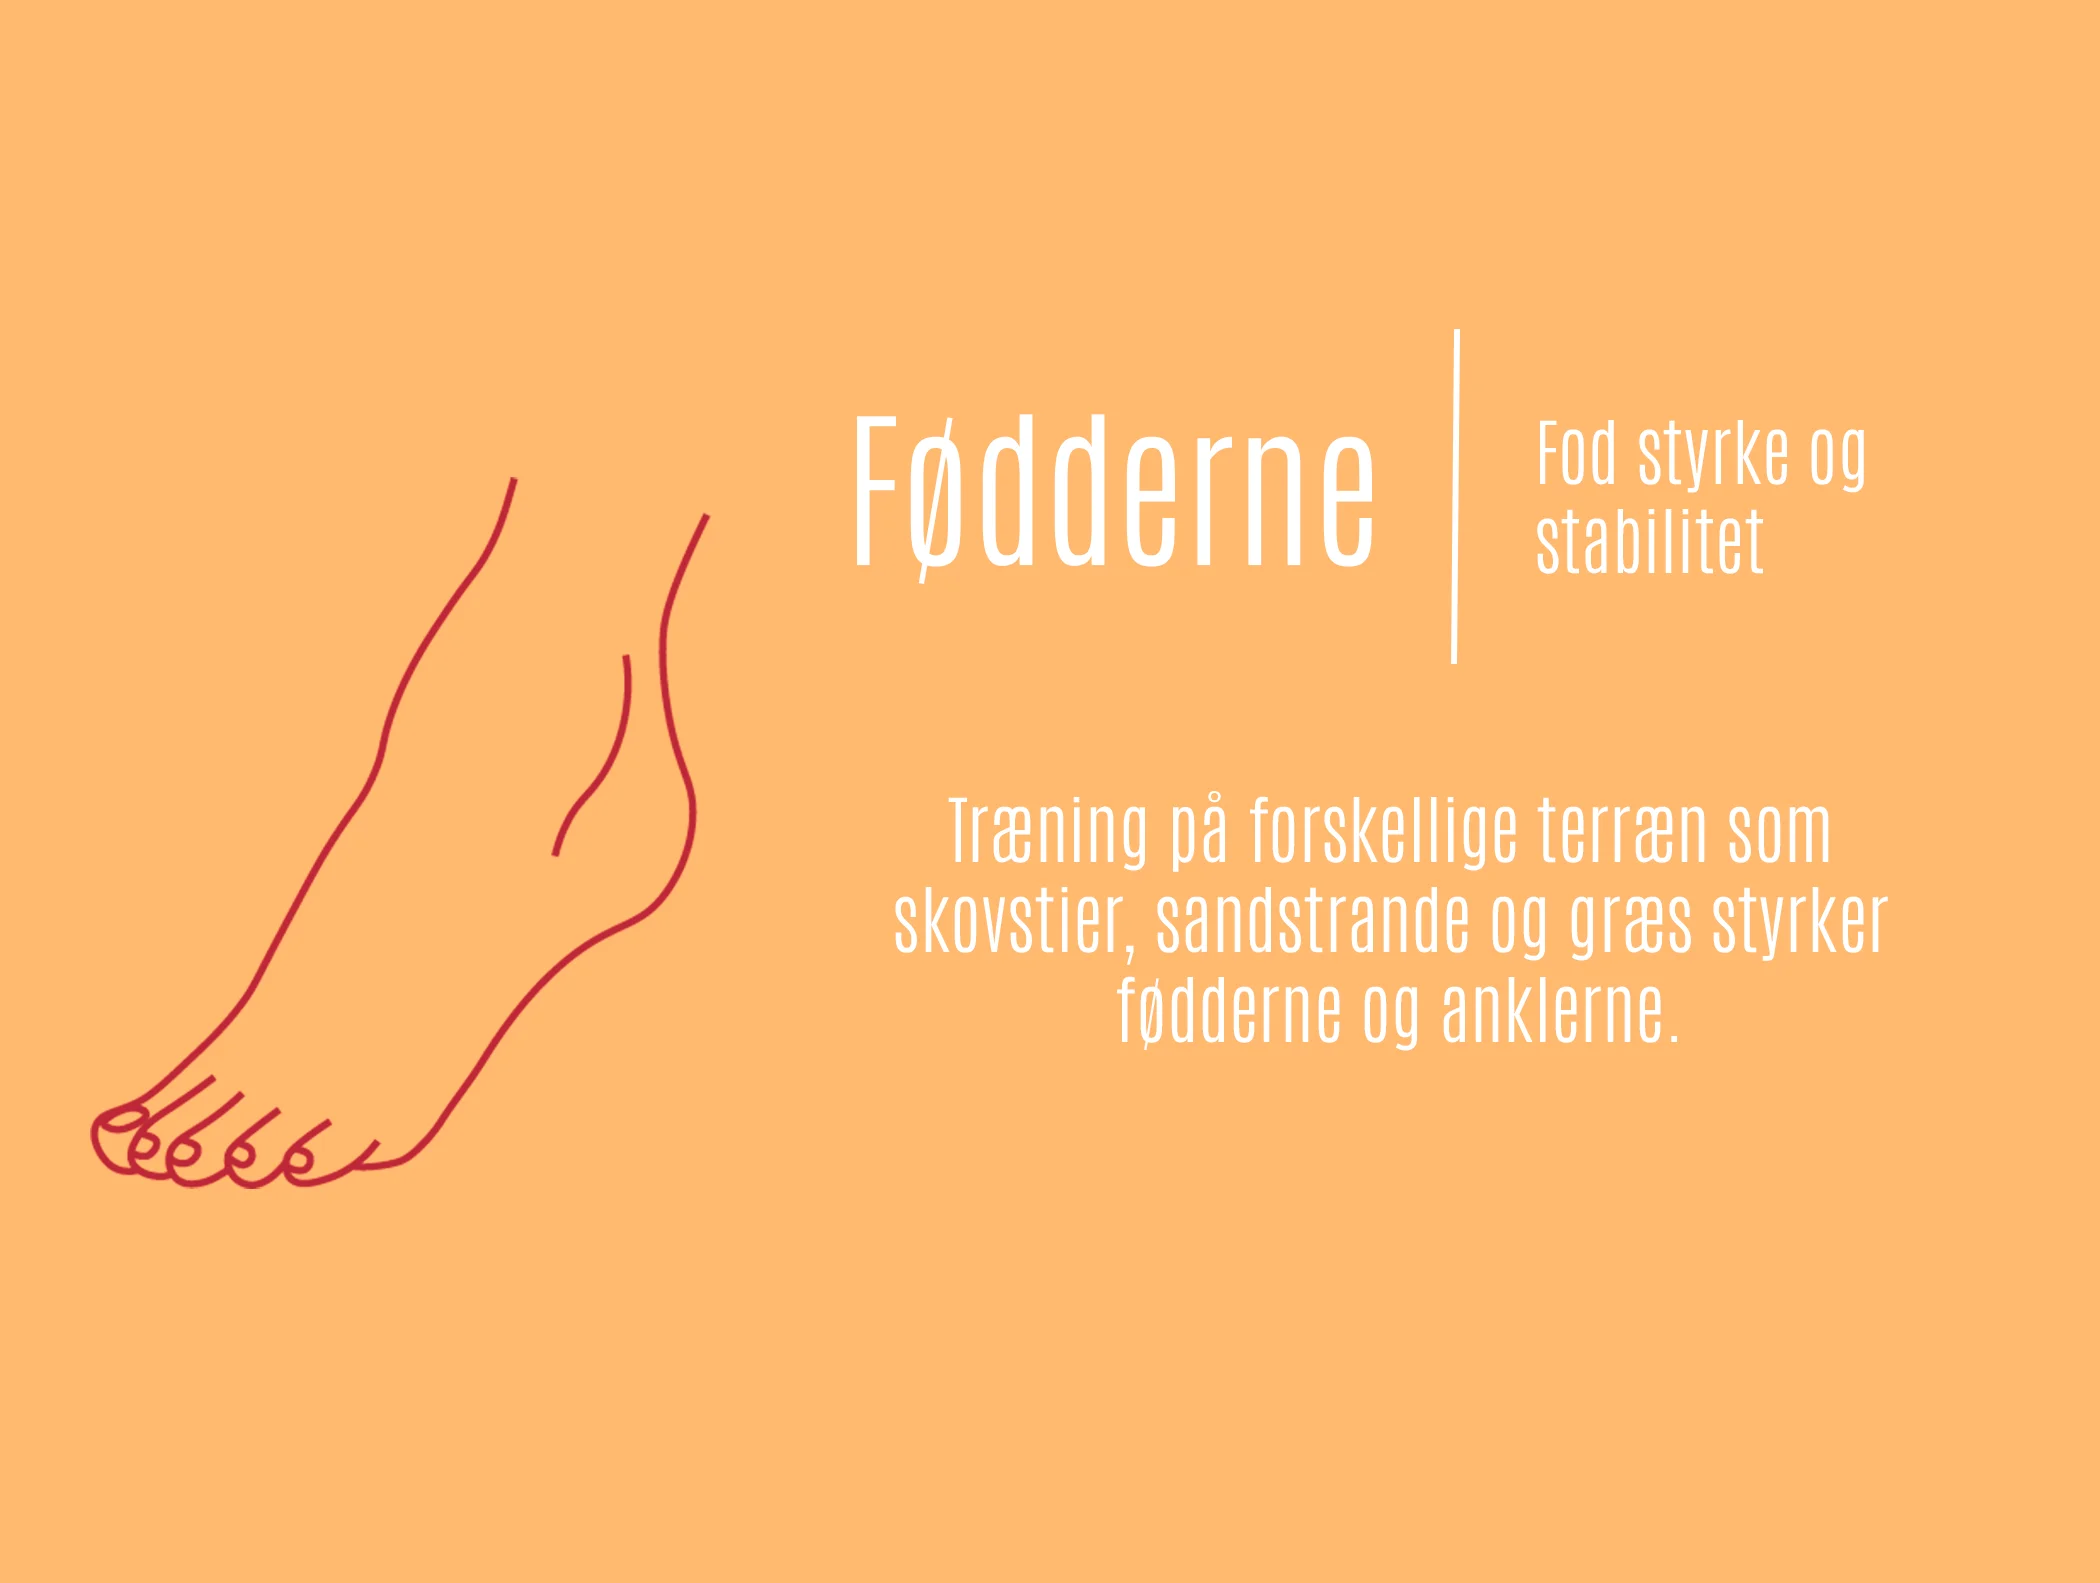 Fødderne
Fod styrke og
stabilitet
Træning på forskellige terræn som
skovstier, sandstrande og græs styrker
fødderne og anklerne.